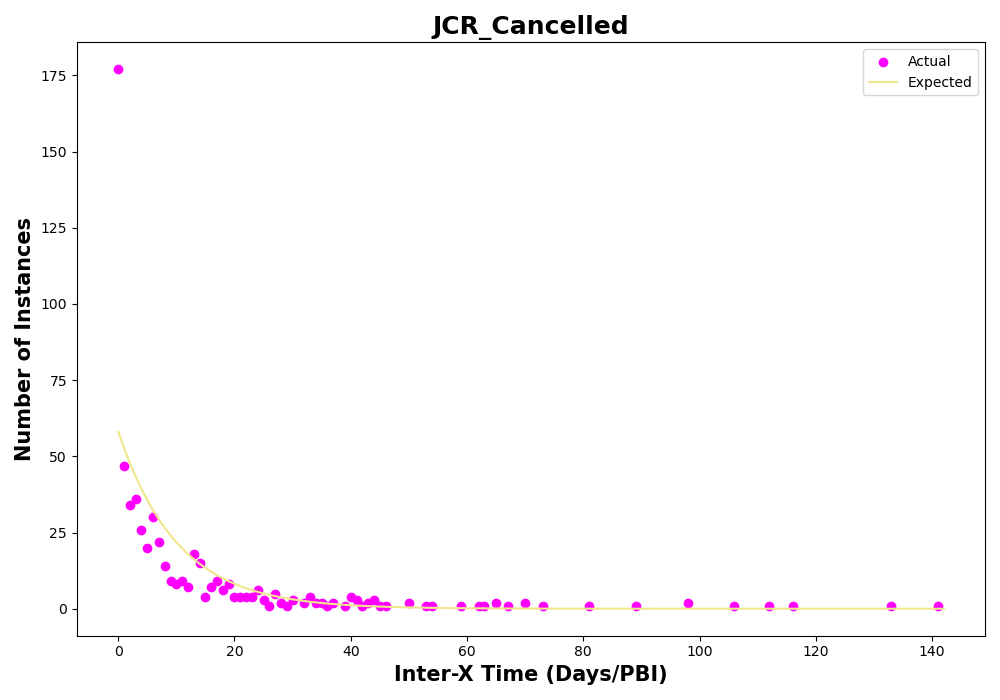 JCR_Cancelled
Actual
Expected
175
150
125
100
75
50
25
0
Number of Instances
0 20 40 60 80 100 120 140
Inter-X Time (Days/PBI)